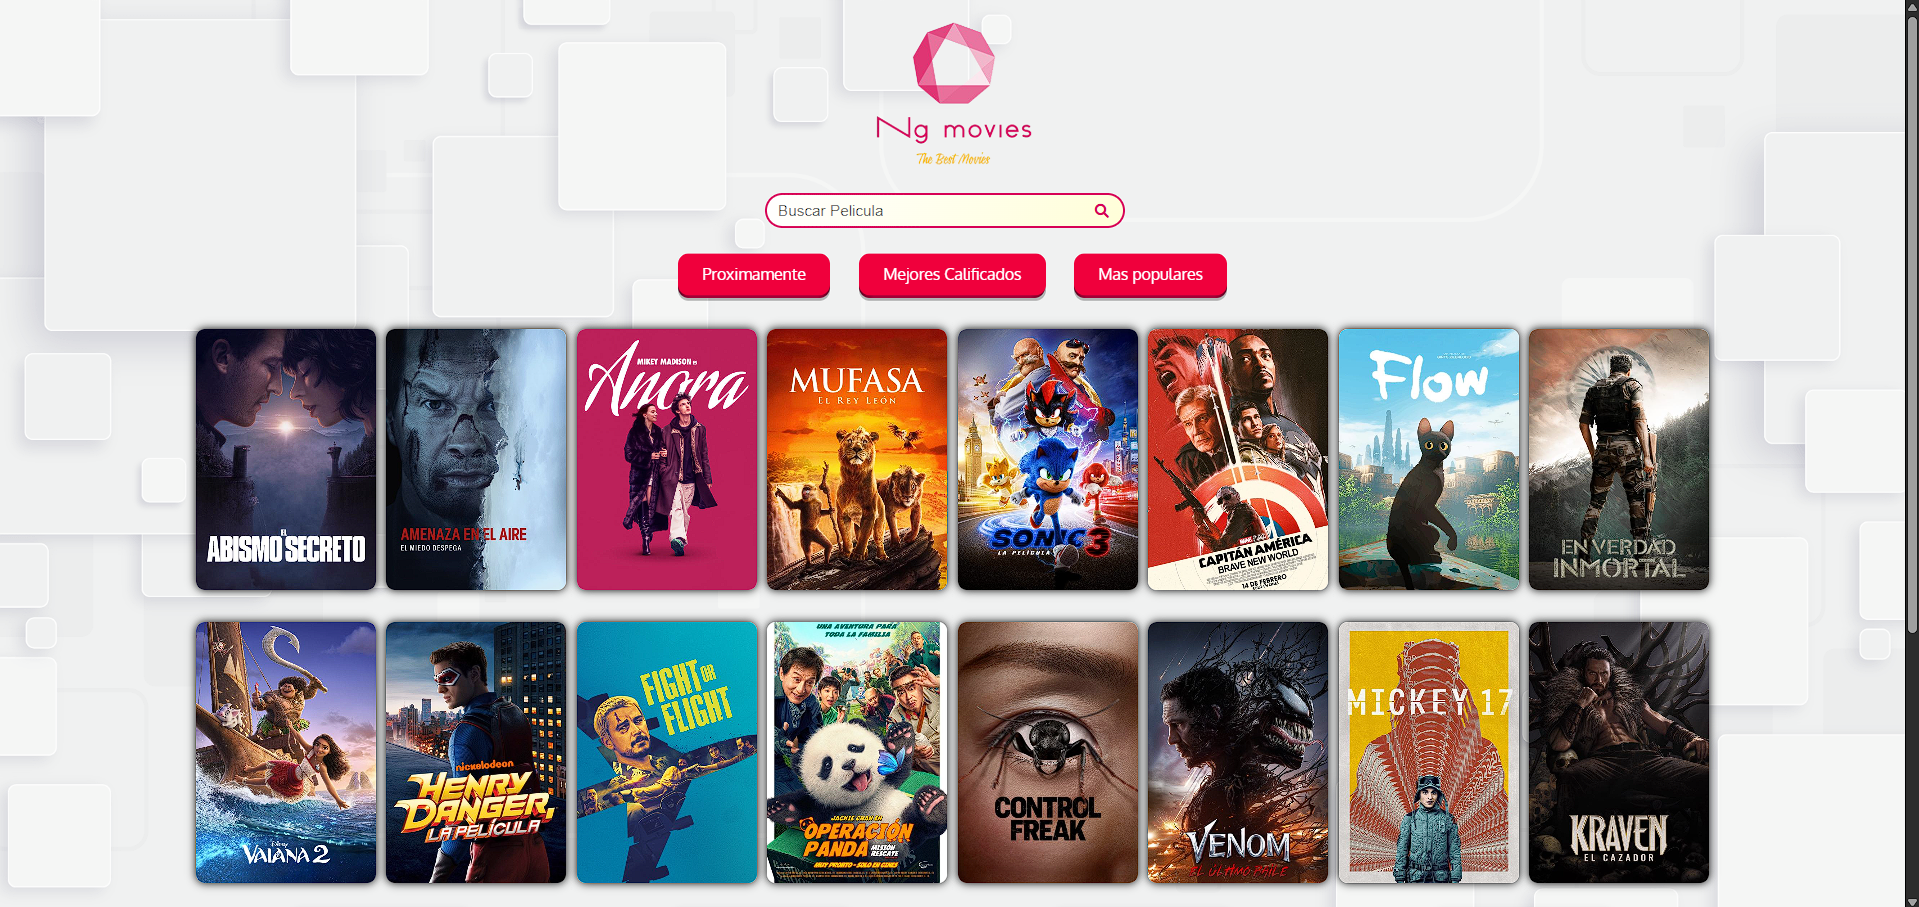 Ng movies
The Best Movies
Buscar Pelicula
Proximamente
Mejores Calificados
Mas populares
EL
ABISMO SECRETO
AMENAZA EN EL AIRE
EL MIEDO DESPEGA
MIKEY MADISON ES
Anora
MUFASA
EL REY LEÓN
SONIC 3
LA PELÍCULA
CAPITÁN AMÉRICA
BRAVE NEW WORLD
14 DE FEBRERO
Flow
EN VERDAD
INMORTAL
Disney
VAIANA 2
nickelodeon
HENRY
DANGER,
LA PELÍCULA
FIGHT OR
FLIGHT
UNA AVENTURA PARA
TODA LA FAMILIA
JACKIE CHAN EN
OPERACIÓN
PANDA MISIÓN
RESCATE
MUY PRONTO - SOLO EN CINES
CONTROL
FREAK
VENOM
EL ÚLTIMO BAILE
MICKEY 17
KRAVEN
EL CAZADOR